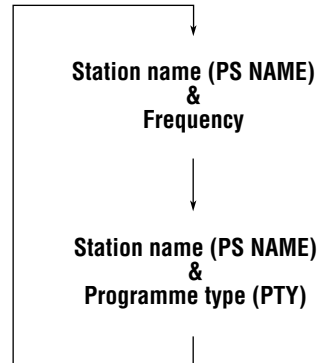 Station name (PS NAME)
&
Frequency
Station name (PS NAME)
&
Programme type (PTY)